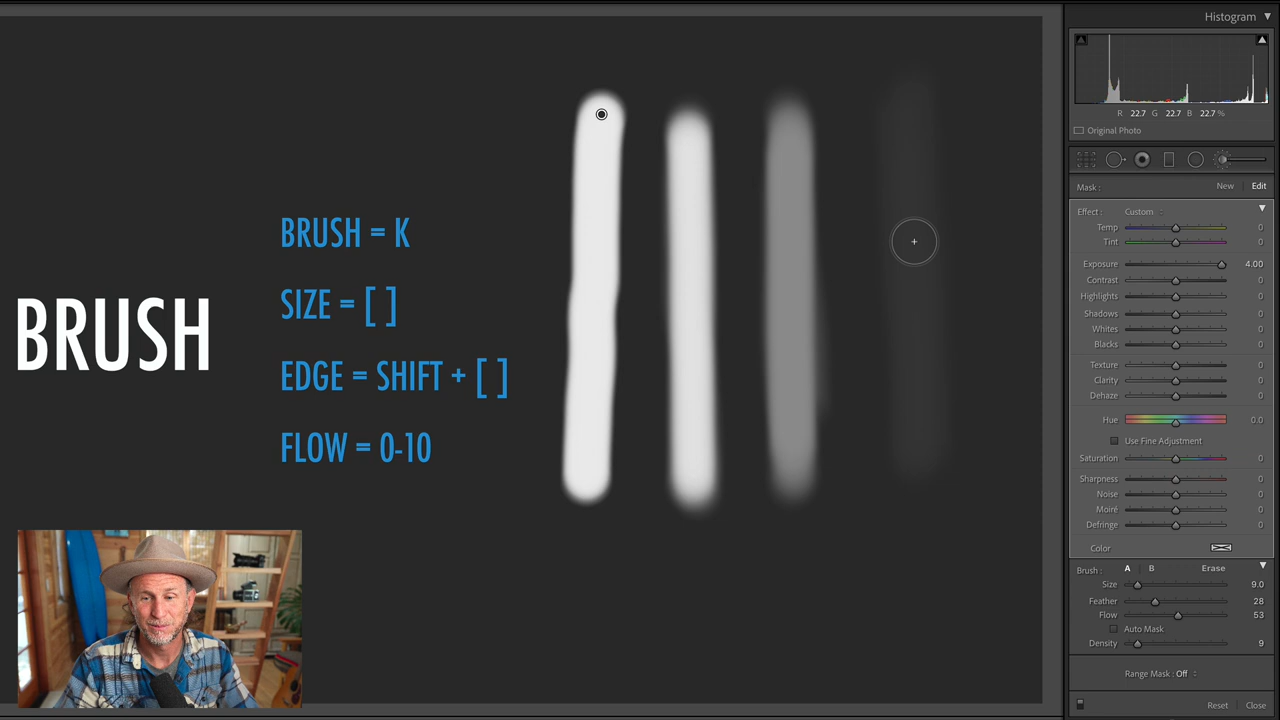 Histogram
R 22.7 G 22.7 B 22.7 %
Original Photo
Mask : New Edit
Effect : Custom
Temp 0
Tint 0
Exposure 4.00
Contrast 0
Highlights 0
Shadows 0
Whites 0
Blacks 0
Texture 0
Clarity 0
Dehaze 0
Hue 0.0
Use Fine Adjustment
Saturation 0
Sharpness 0
Noise 0
Moiré 0
Defringe 0
Color
Brush : A B Erase
Size 9.0
Feather 28
Flow 53
Auto Mask
Density 9
Range Mask : Off
Reset Close
BRUSH
BRUSH = K
SIZE = [ ]
EDGE = SHIFT + [ ]
FLOW = 0-10